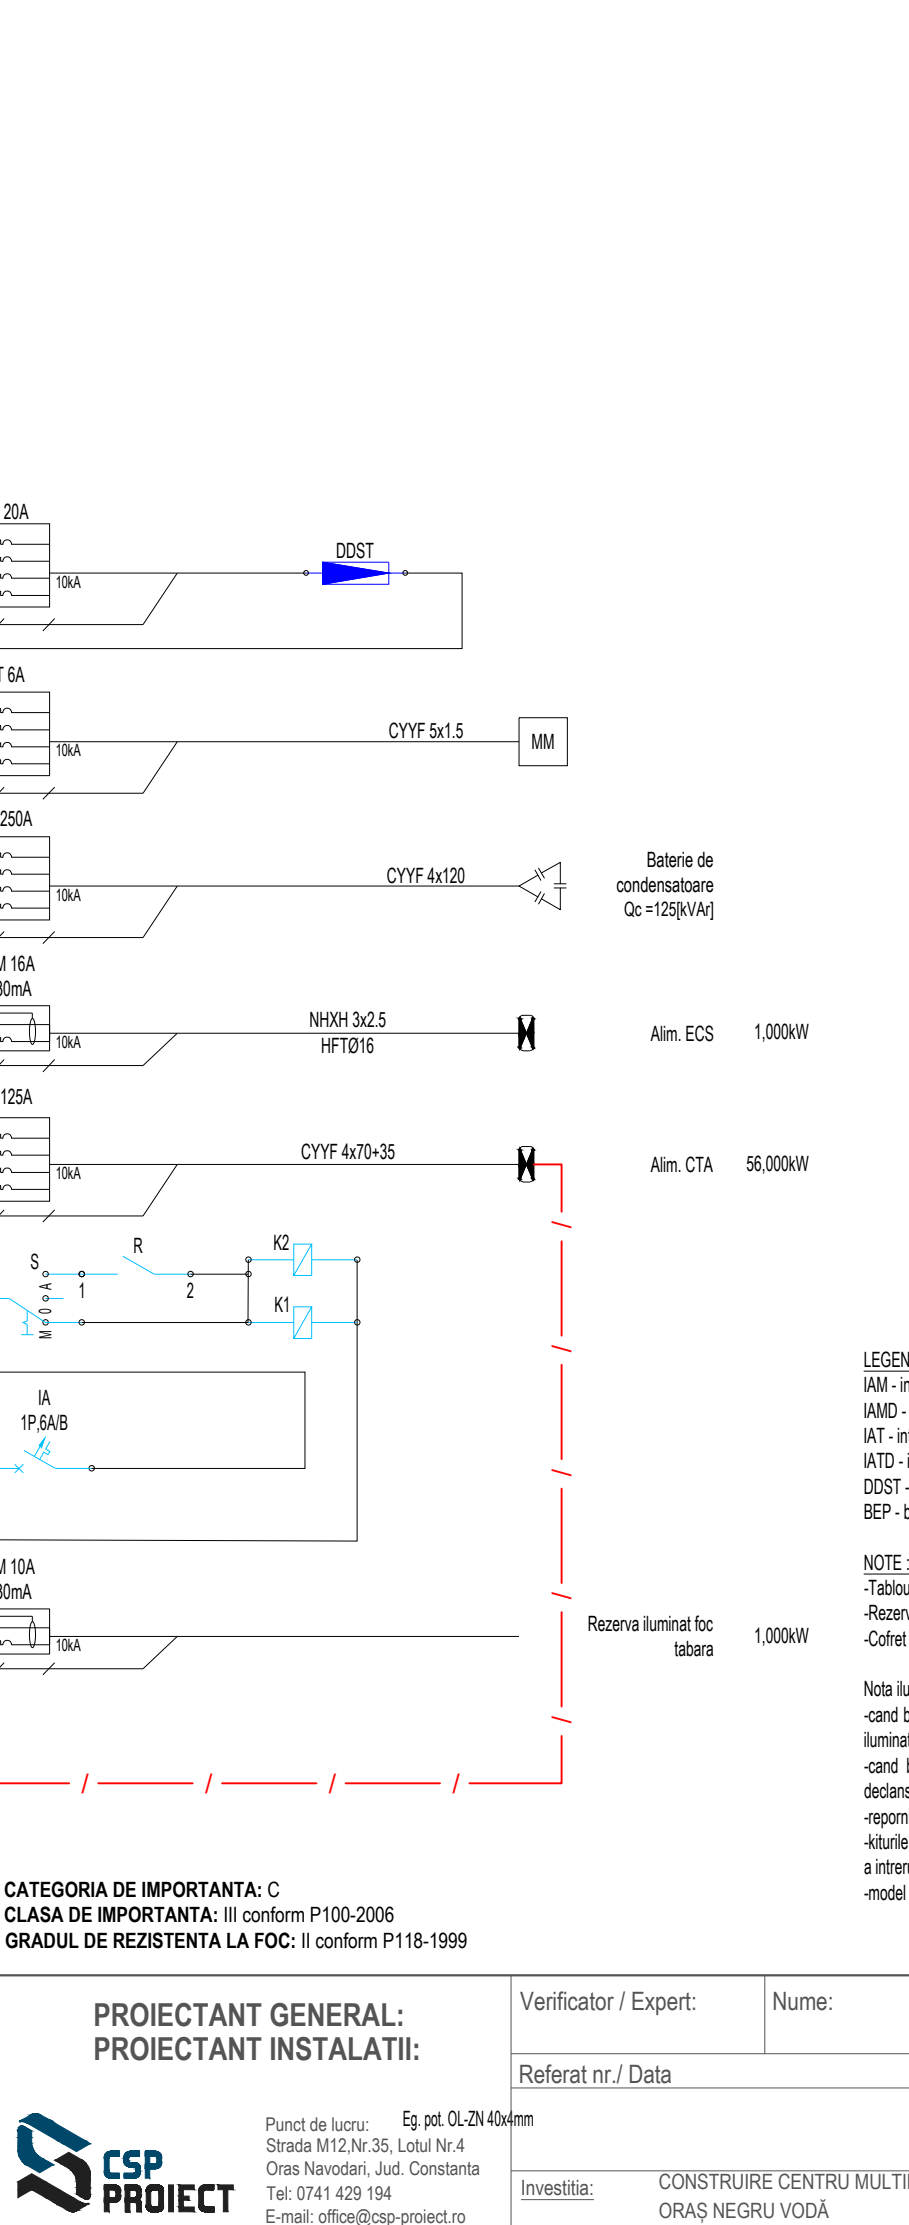 20A
DDST
10kA
6A
CYYF 5x1.5
MM
10kA
250A
CYYF 4x120
Baterie de
condensatoare
Qc =125[kVAr]
10kA
16A
30mA
NHXH 3x2.5
HFTØ16
Alim. ECS 1,000kW
10kA
125A
CYYF 4x70+35
Alim. CTA 56,000kW
10kA
S
R
K2
A
1
2
O
K1
M
IA
1P,6A/B
10A
30mA
10kA
Rezerva iluminat foc
tabara
1,000kW
LEGEN
IAM - in
IAMD -
IAT - in
IATD - i
DDST -
BEP - b
NOTE :
-Tablou
-Rezerv
-Cofret
Nota ilu
-cand b
iluminat
-cand b
declans
-reporn
-kiturile
a intrer
-model
CATEGORIA DE IMPORTANTA: C
CLASA DE IMPORTANTA: III conform P100-2006
GRADUL DE REZISTENTA LA FOC: II conform P118-1999
PROIECTANT GENERAL:
PROIECTANT INSTALATII:
Verificator / Expert:
Nume:
Referat nr./ Data
CSP
PROIECT
Eg. pot. OL-ZN 40x4mm
Punct de lucru:
Strada M12,Nr.35, Lotul Nr.4
Oras Navodari, Jud. Constanta
Tel: 0741 429 194
E-mail: office@csp-proiect.ro
Investitia:
CONSTRUIRE CENTRU MULTI
ORAȘ NEGRU VODĂ